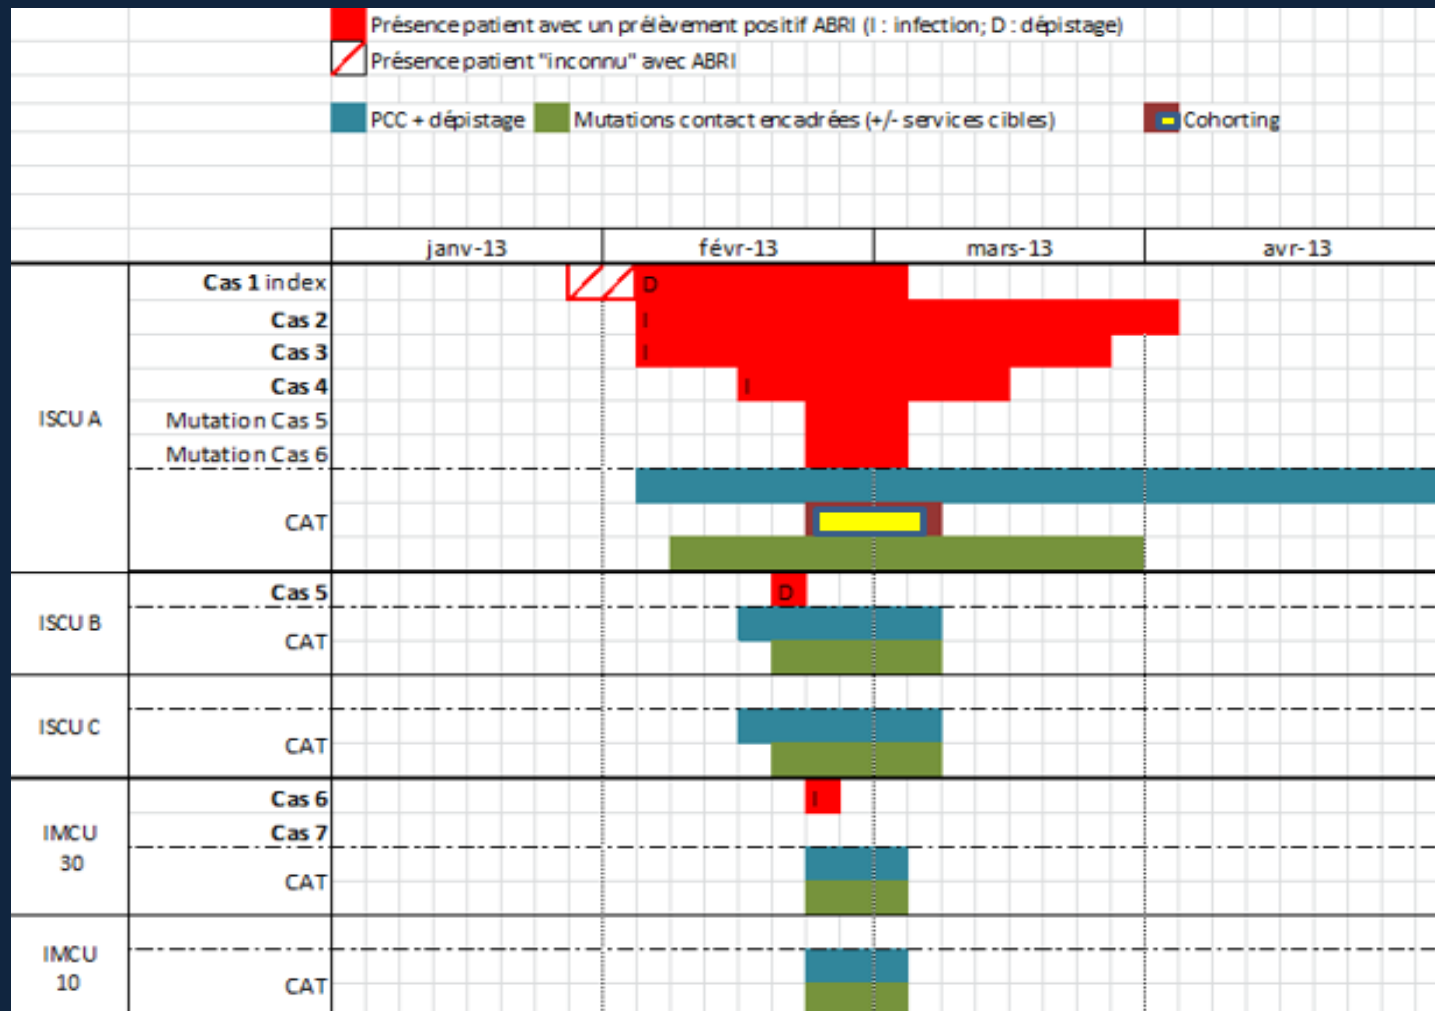 Présence patient avec un prélèvement positif ABRI (I : infection; D : dépistage)
Présence patient "inconnu" avec ABRI
PCC + dépistage Mutations contact encadrées (+/- services cibles) Cohorting
janv-13 févr-13 mars-13 avr-13
Cas 1 index D
Cas 2 I
Cas 3 I
Cas 4 I
ISCU A
Mutation Cas 5
Mutation Cas 6
CAT
Cas 5 D
ISCU B
CAT
ISCU C
CAT
Cas 6 I
IMCU 30
Cas 7
CAT
IMCU 10
CAT